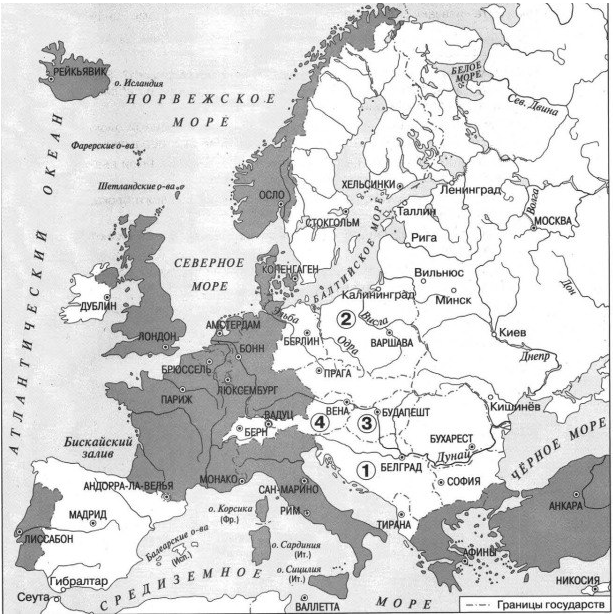 РЕЙКЬЯВИК
о. Исландия
НОРВЕЖСКОЕ
МОРЕ
БЕЛОЕ
МОРЕ
Сев. Двина
Фарерские о-ва
Шетландские о-ва
АТЛАНТИЧЕСКИЙ ОКЕАН
ОСЛО
ХЕЛЬСИНКИ
Ленинград
СТОКГОЛЬМ
Таллин
Волга
МОСКВА
Рига
БАЛТИЙСКОЕ МОРЕ
СЕВЕРНОЕ
МОРЕ
КОПЕНГАГЕН
Вильнюс
Калининград
Минск
Дон
ДУБЛИН
ЛОНДОН
АМСТЕРДАМ
Эльба
БЕРЛИН
2
Висла
Одра
ВАРШАВА
Киев
Днепр
БОНН
БРЮССЕЛЬ
ЛЮКСЕМБУРГ
ПАРИЖ
ПРАГА
Кишинёв
ВАДУЦ
БЕРН
ВЕНА
4
3
БУДАПЕШТ
БУХАРЕСТ
Дунай
ЧЁРНОЕ МОРЕ
Бискайский
залив
1
БЕЛГРАД
СОФИЯ
АНДОРРА-ЛА-ВЕЛЬЯ
МОНАКО
САН-МАРИНО
РИМ
о. Корсика
(Фр.)
МАДРИД
ЛИССАБОН
Балеарские о-ва
(Исп.)
о. Сардиния
(Ит.)
о. Сицилия
(Ит.)
ТИРАНА
АФИНЫ
АНКАРА
Гибралтар
Сеута
СРЕДИЗЕМНОЕ
МОРЕ
ВАЛЛЕТТА
НИКОСИЯ
Границы государств